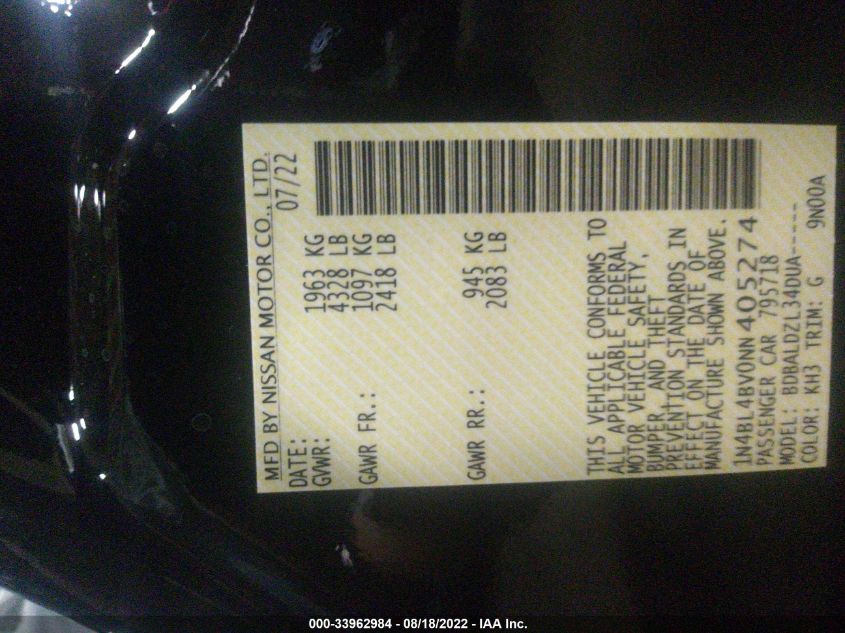 MFD BY NISSAN MOTOR CO., LTD.
DATE: 07/22
GVWR: 1963 KG
4328 LB
GAWR FR.: 1097 KG
2418 LB
GAWR RR.: 945 KG
2083 LB
THIS VEHICLE CONFORMS TO
ALL APPLICABLE FEDERAL
MOTOR VEHICLE SAFETY,
BUMPER, AND THEFT
PREVENTION STANDARDS IN
EFFECT ON THE DATE OF
MANUFACTURE SHOWN ABOVE.
1N4BL4BV0NN405274
PASSENGER CAR 795718
MODEL: BDBALDZL34DUA-----
COLOR: KH3 TRIM: G 9N00A
000-33962984 - 08/18/2022 - IAA Inc.